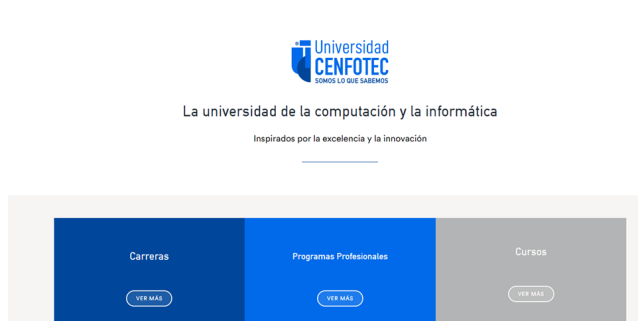 Universidad
CENFOTEC
SOMOS LO QUE SABEMOS
La universidad de la computación y la informática
Inspirados por la excelencia y la innovación
Carreras
Programas Profesionales
Cursos
VER MÁS
VER MÁS
VER MÁS